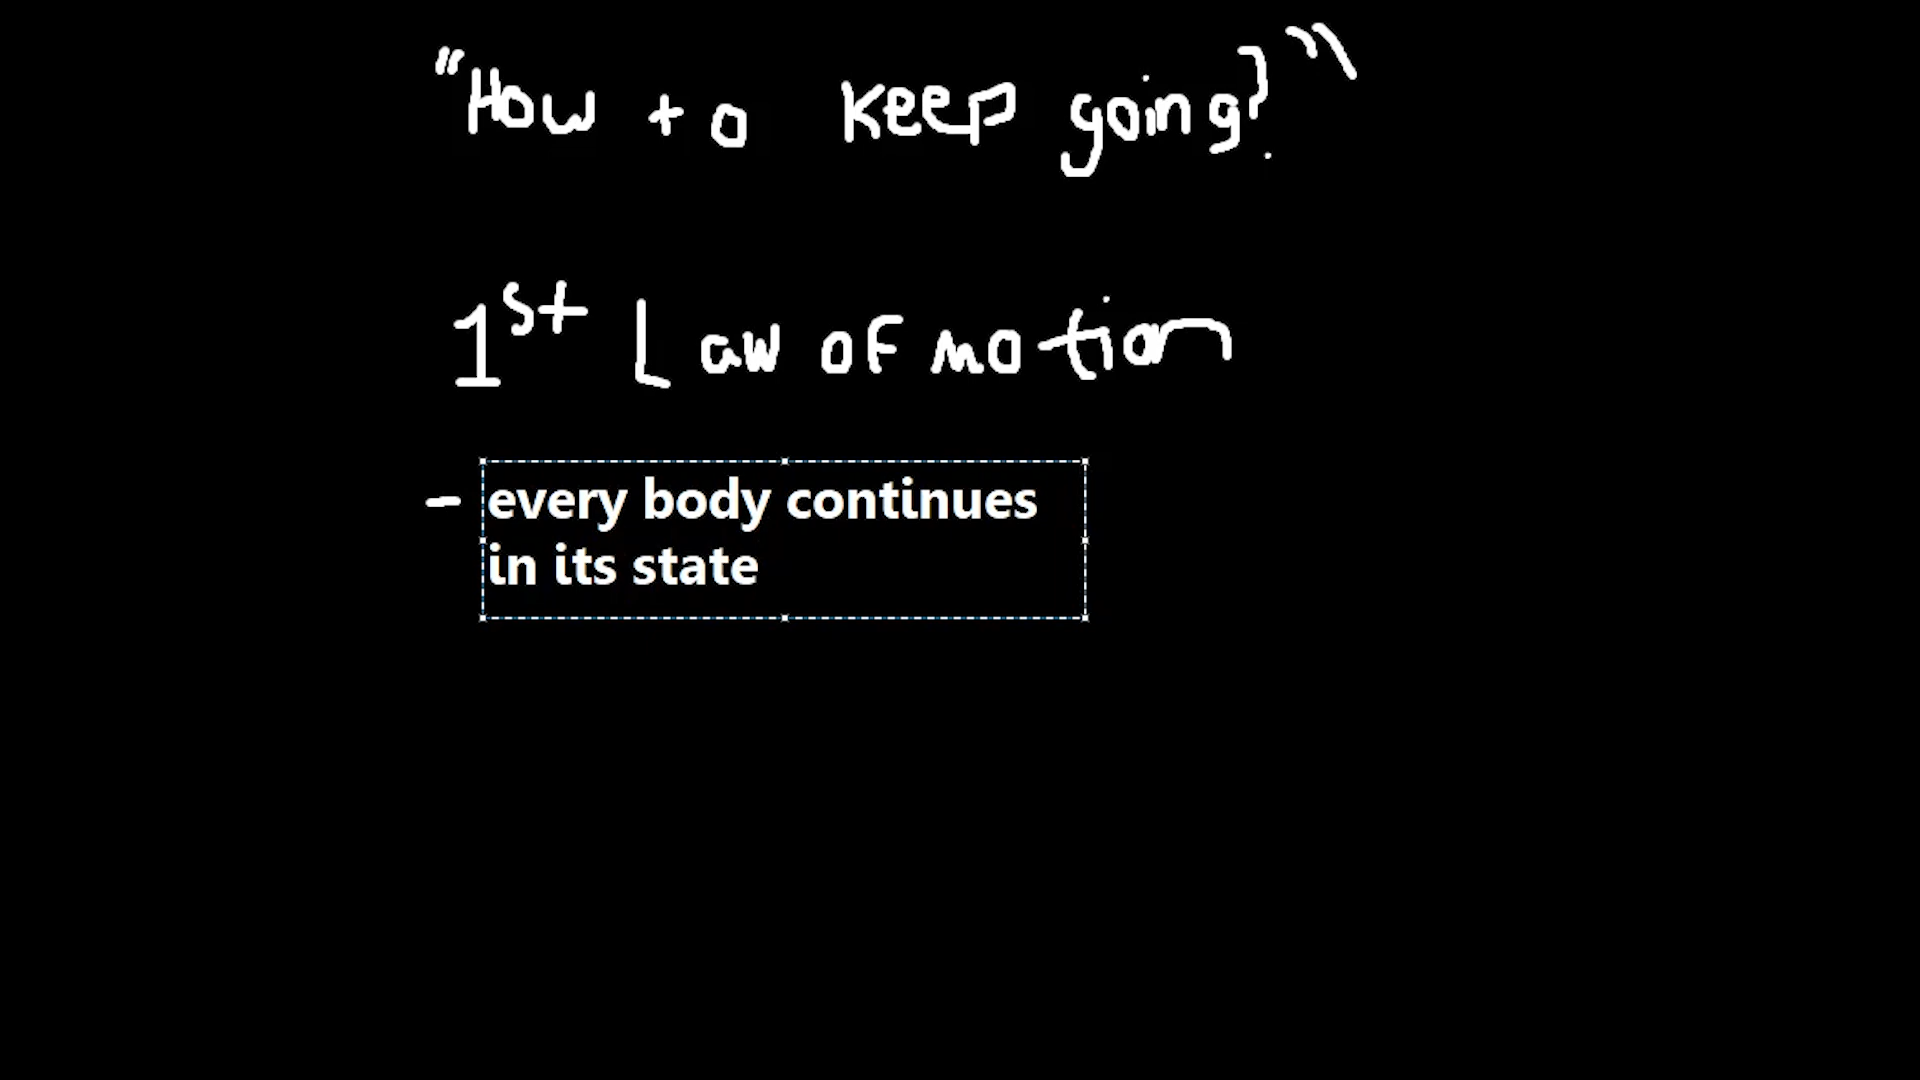 "How to keep going?"
1st Law of motion
- every body continues
in its state